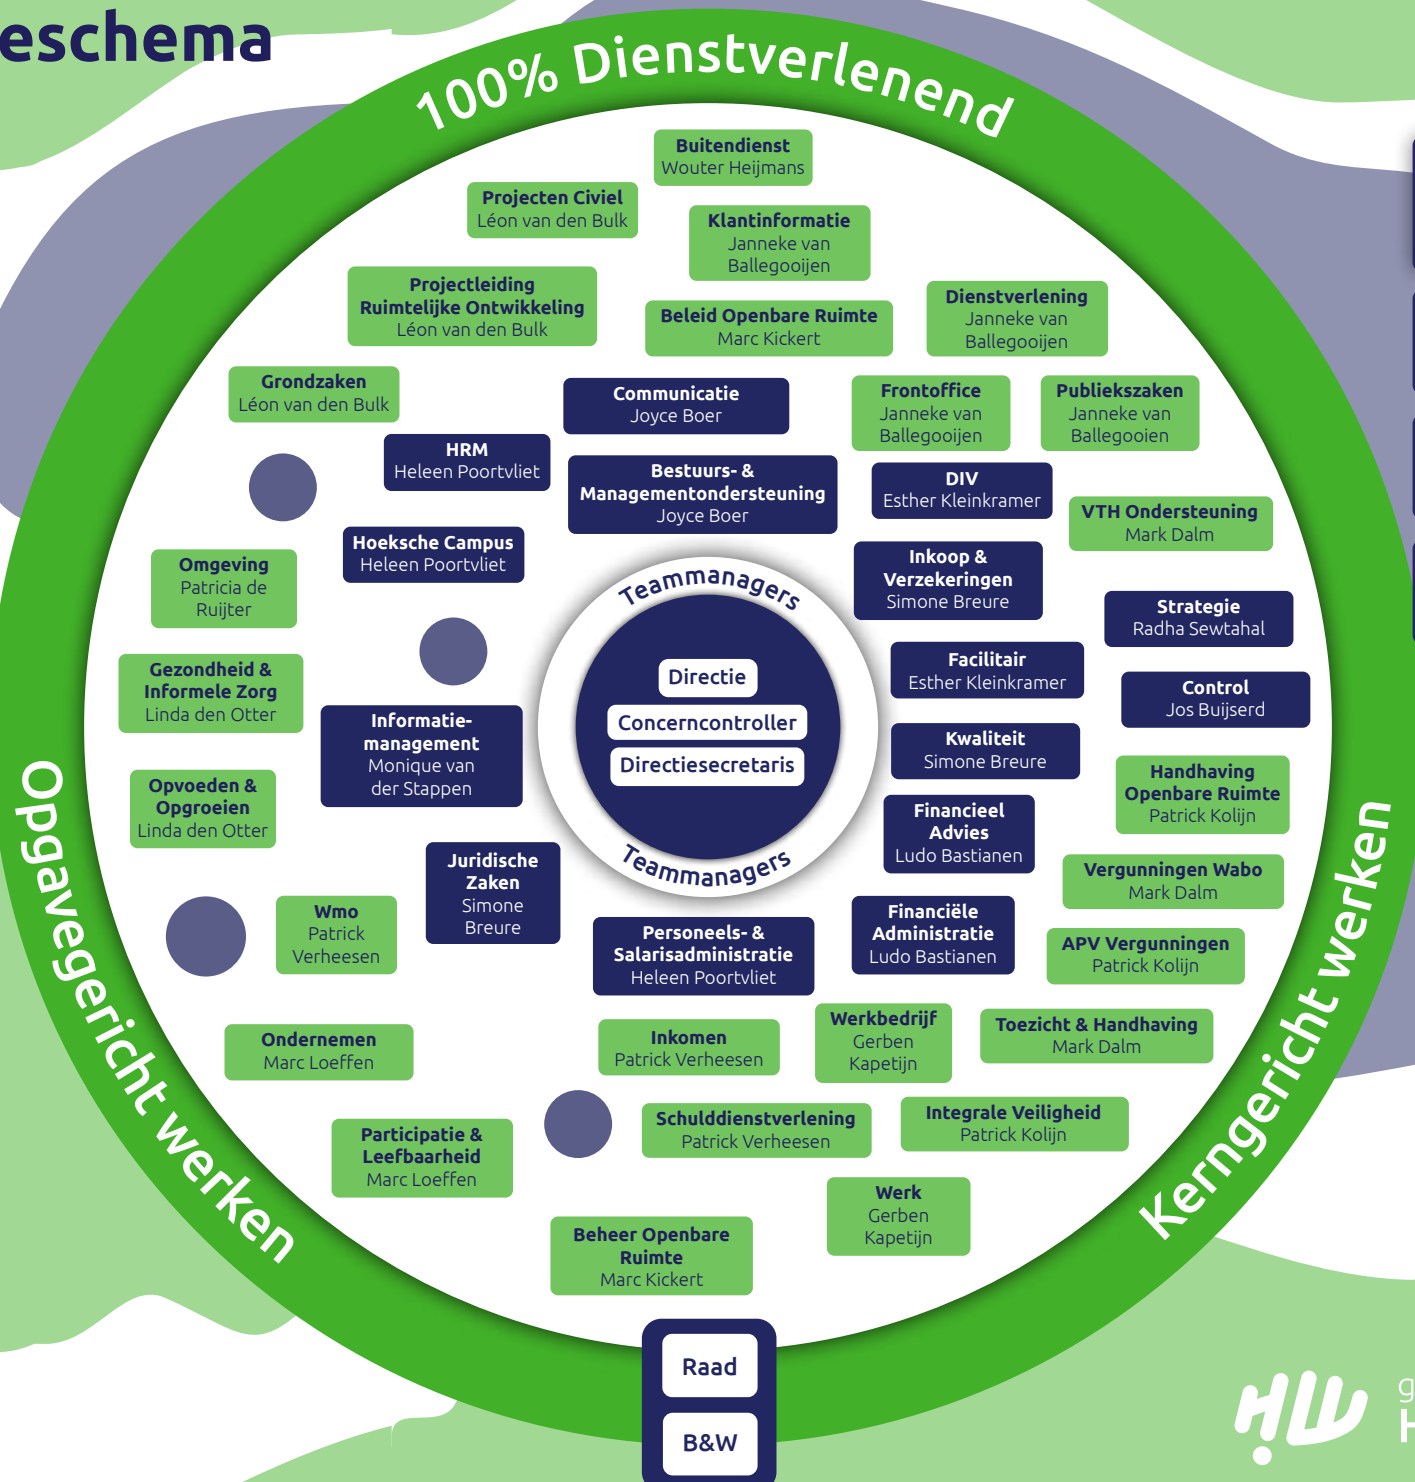 eschema
100% Dienstverlenend
Buitendienst
Wouter Heijmans
Projecten Civiel
Léon van den Bulk
Klantinformatie
Janneke van
Ballegooijen
Projectleiding
Ruimtelijke Ontwikkeling
Léon van den Bulk
Beleid Openbare Ruimte
Marc Kickert
Dienstverlening
Janneke van
Ballegooijen
Grondzaken
Léon van den Bulk
Communicatie
Joyce Boer
Frontoffice
Janneke van
Ballegooijen
Publiekszaken
Janneke van
Ballegooien
HRM
Heleen Poortvliet
Bestuurs- &
Managementondersteuning
Joyce Boer
DIV
Esther Kleinkramer
VTH Ondersteuning
Mark Dalm
Hoeksche Campus
Heleen Poortvliet
Omgeving
Patricia de
Ruijter
Inkoop &
Verzekeringen
Simone Breure
Strategie
Radha Sewtahal
Teammanagers
Gezondheid &
Informele Zorg
Linda den Otter
Directie
Concerncontroller
Directiesecretaris
Facilitair
Esther Kleinkramer
Control
Jos Buijserd
Informatie-
management
Monique van
der Stappen
Kwaliteit
Simone Breure
Handhaving
Openbare Ruimte
Patrick Kolijn
Opvoeden &
Opgroeien
Linda den Otter
Financieel
Advies
Ludo Bastianen
Teammanagers
Juridische
Zaken
Simone
Breure
Vergunningen Wabo
Mark Dalm
Wmo
Patrick
Verheesen
Personeels- &
Salarisadministratie
Heleen Poortvliet
Financiële
Administratie
Ludo Bastianen
APV Vergunningen
Patrick Kolijn
Ondernemen
Marc Loeffen
Inkomen
Patrick Verheesen
Werkbedrijf
Gerben
Kapetijn
Toezicht & Handhaving
Mark Dalm
Participatie &
Leefbaarheid
Marc Loeffen
Schulddienstverlening
Patrick Verheesen
Integrale Veiligheid
Patrick Kolijn
Werk
Gerben
Kapetijn
Beheer Openbare
Ruimte
Marc Kickert
Opgavegericht werken
Kerngericht werken
Raad
B&W
HW
g
H